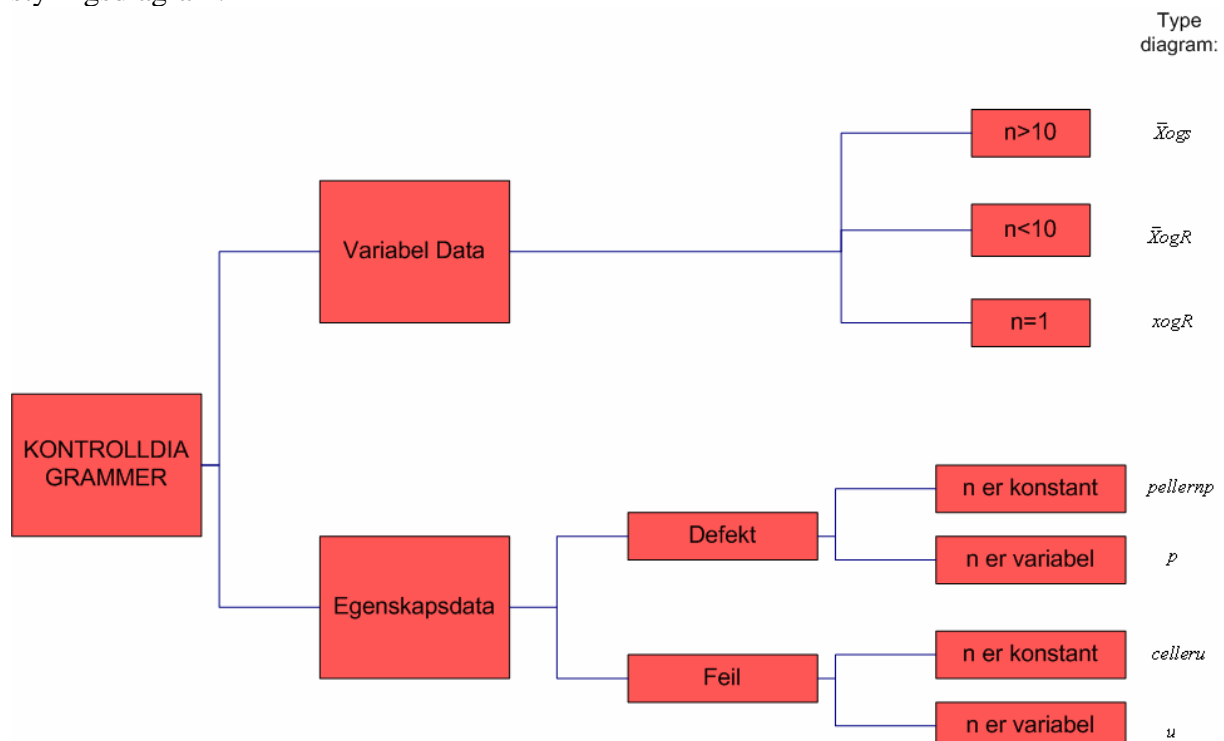 Type
diagram:
n>10
X̄ogs
Variabel Data
n<10
X̄ogR
n=1
xogR
KONTROLLDIA
GRAMMER
n er konstant
pellernp
Defekt
n er variabel
p
Egenskapsdata
n er konstant
celleru
Feil
n er variabel
u